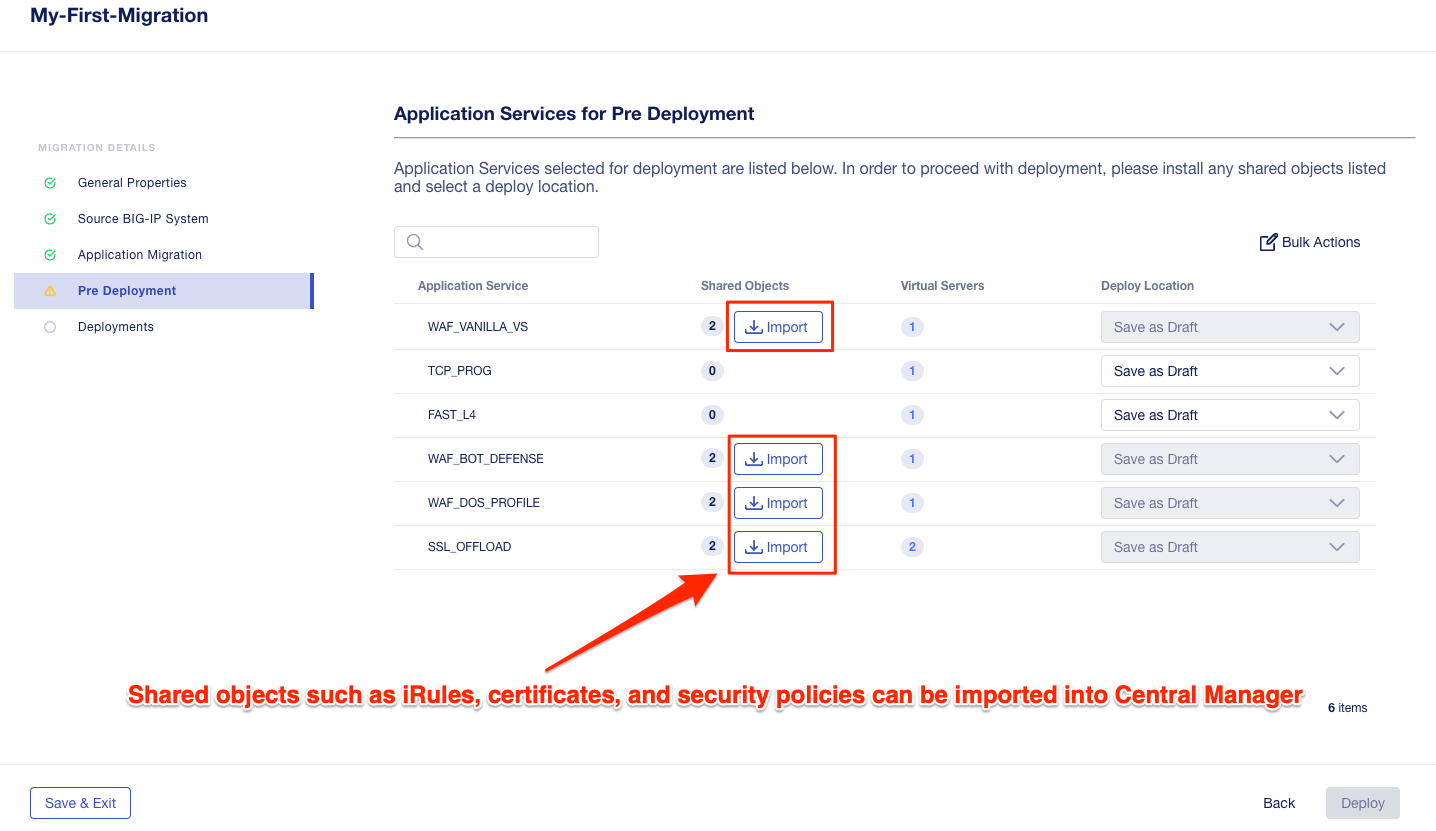 My-First-Migration
Application Services for Pre Deployment
MIGRATION DETAILS
General Properties
Source BIG-IP System
Application Migration
Pre Deployment
Deployments
Application Services selected for deployment are listed below. In order to proceed with deployment, please install any shared objects listed
and select a deploy location.
Bulk Actions
Application Service Shared Objects Virtual Servers Deploy Location
WAF_VANILLA_VS 2 Import 1 Save as Draft
TCP_PROG 0 1 Save as Draft
FAST_L4 0 1 Save as Draft
WAF_BOT_DEFENSE 2 Import 1 Save as Draft
WAF_DOS_PROFILE 2 Import 1 Save as Draft
SSL_OFFLOAD 2 Import 2 Save as Draft
Shared objects such as iRules, certificates, and security policies can be imported into Central Manager
6 items
Save & Exit Back Deploy